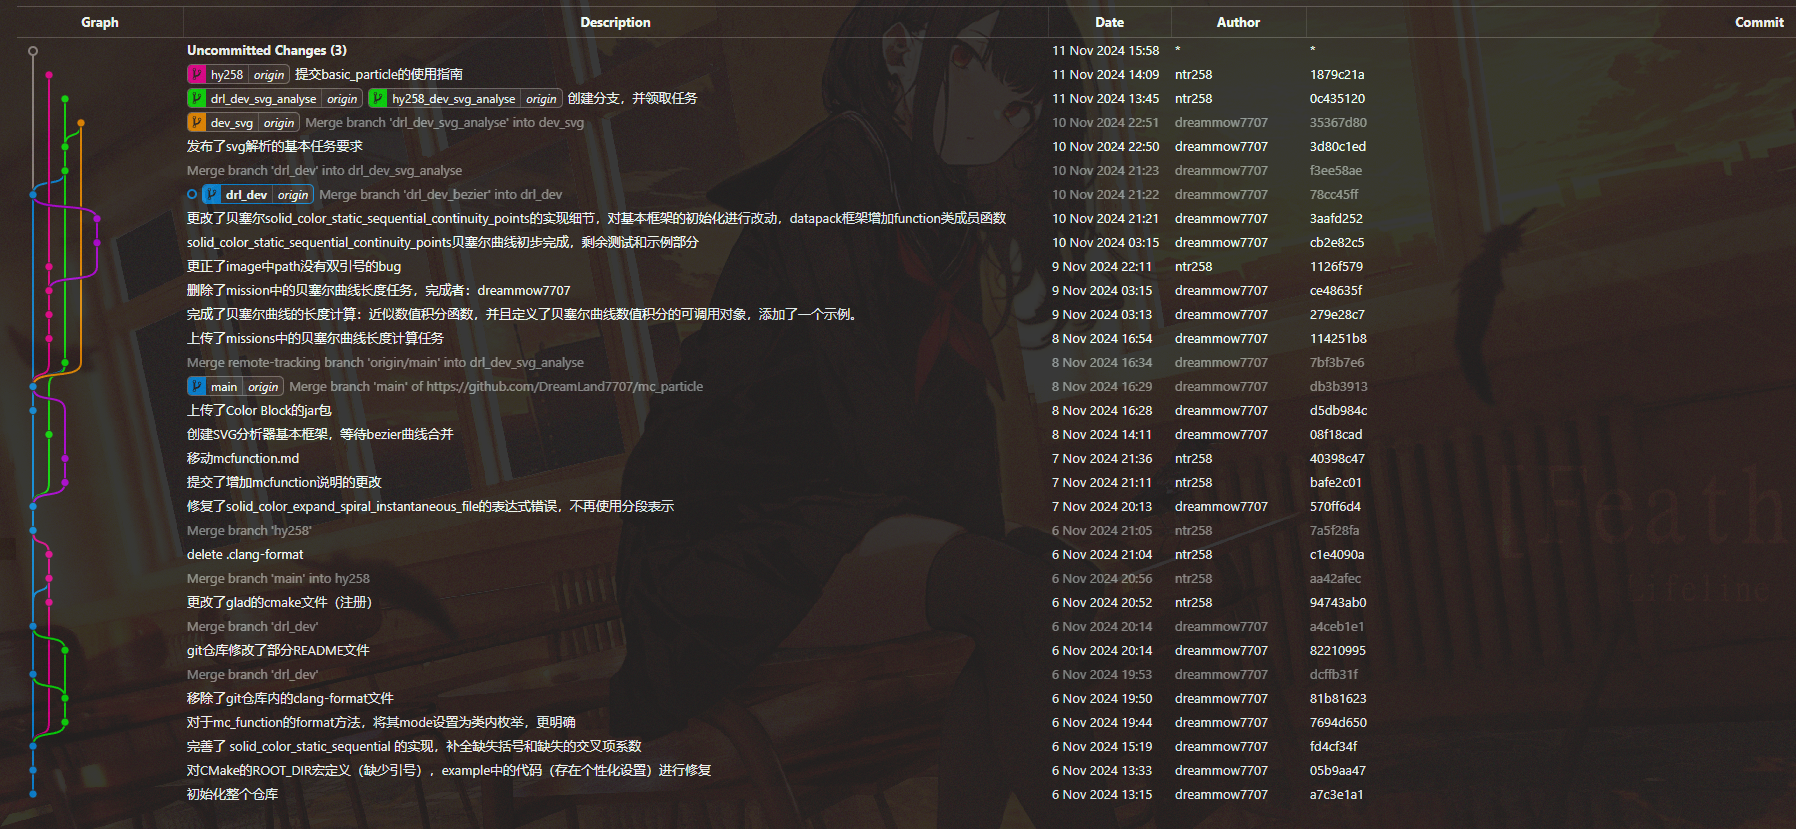 Graph Description Date Author Commit
Uncommitted Changes (3) 11 Nov 2024 15:58 * *
hy258 origin 提交basic_particle的使用指南 11 Nov 2024 14:09 ntr258 1879c21a
drl_dev_svg_analyse origin hy258_dev_svg_analyse origin 创建分支，并领取任务 11 Nov 2024 13:45 ntr258 0c435120
dev_svg origin Merge branch 'drl_dev_svg_analyse' into dev_svg 10 Nov 2024 22:51 dreammow7707 35367d80
发布了svg解析的基本任务要求 10 Nov 2024 22:50 dreammow7707 3d80c1ed
Merge branch 'drl_dev' into drl_dev_svg_analyse 10 Nov 2024 21:23 dreammow7707 f3ee58ae
drl_dev origin Merge branch 'drl_dev_bezier' into drl_dev 10 Nov 2024 21:22 dreammow7707 78cc45ff
更改了贝塞尔solid_color_static_sequential_continuity_points的实现细节，对基本框架的初始化进行改动，datapack框架增加function类成员函数 10 Nov 2024 21:21 dreammow7707 3aafd252
solid_color_static_sequential_continuity_points贝塞尔曲线初步完成，剩余测试和示例部分 10 Nov 2024 03:15 dreammow7707 cb2e82c5
更正了image中path没有双引号的bug 9 Nov 2024 22:11 ntr258 1126f579
删除了mission中的贝塞尔曲线长度任务，完成者：dreammow7707 9 Nov 2024 03:15 dreammow7707 ce48635f
完成了贝塞尔曲线的长度计算：近似数值积分函数，并且定义了贝塞尔曲线数值积分的可调用对象，添加了一个示例。 9 Nov 2024 03:13 dreammow7707 279e28c7
上传了missions中的贝塞尔曲线长度计算任务 8 Nov 2024 16:54 dreammow7707 114251b8
Merge remote-tracking branch 'origin/main' into drl_dev_svg_analyse 8 Nov 2024 16:34 dreammow7707 7bf3b7e6
main origin Merge branch 'main' of https://github.com/DreamLand7707/mc_particle 8 Nov 2024 16:29 dreammow7707 db3b3913
上传了Color Block的jar包 8 Nov 2024 16:28 dreammow7707 d5db984c
创建SVG分析器基本框架，等待bezier曲线合并 8 Nov 2024 14:11 dreammow7707 08f18cad
移动mcfunction.md 7 Nov 2024 21:36 ntr258 40398c47
提交了增加mcfunction说明的更改 7 Nov 2024 21:11 ntr258 bafe2c01
修复了solid_color_expand_spiral_instantaneous_file的表达式错误，不再使用分段表示 7 Nov 2024 20:13 dreammow7707 570ff6d4
Merge branch 'hy258' 6 Nov 2024 21:05 ntr258 7a5f28fa
delete .clang-format 6 Nov 2024 21:04 ntr258 c1e4090a
Merge branch 'main' into hy258 6 Nov 2024 20:56 ntr258 aa42afec
更改了glad的cmake文件（注册） 6 Nov 2024 20:52 ntr258 94743ab0
Merge branch 'drl_dev' 6 Nov 2024 20:14 dreammow7707 a4ceb1e1
git仓库修改了部分README文件 6 Nov 2024 20:14 dreammow7707 82210995
Merge branch 'drl_dev' 6 Nov 2024 19:53 dreammow7707 dcffb31f
移除了git仓库内的clang-format文件 6 Nov 2024 19:50 dreammow7707 81b81623
对于mc_function的format方法，将其mode设置为类内枚举，更明确 6 Nov 2024 19:44 dreammow7707 7694d650
完善了 solid_color_static_sequential 的实现，补全缺失括号和缺失的交叉项系数 6 Nov 2024 15:19 dreammow7707 fd4cf34f
对CMake的ROOT_DIR宏定义（缺少引号）, example中的代码（存在个性化设置）进行修复 6 Nov 2024 13:33 dreammow7707 05b9aa47
初始化整个仓库 6 Nov 2024 13:15 dreammow7707 a7c3e1a1